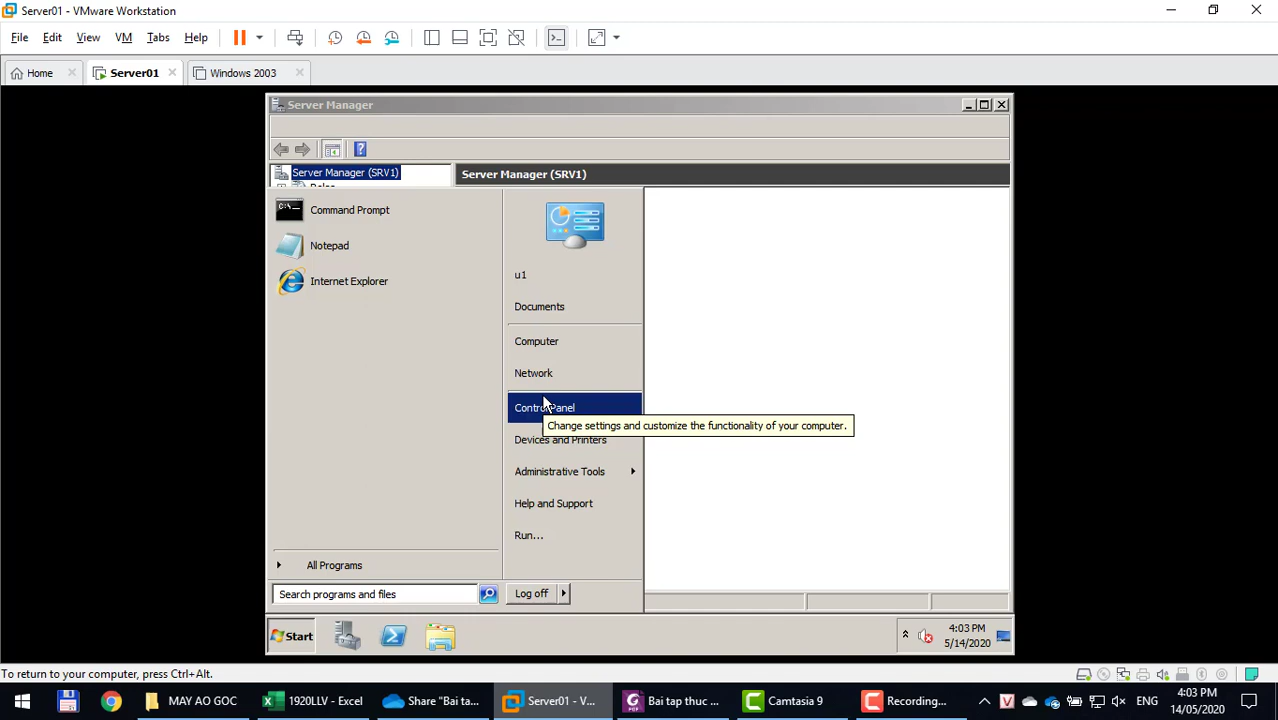 Server01 - VMware Workstation
File Edit View VM Tabs Help
Home Server01 Windows 2003
Server Manager
Server Manager (SRV1) Server Manager (SRV1)
Roles
Command Prompt
Notepad
Internet Explorer
u1
Documents
Computer
Network
Control Panel
Change settings and customize the functionality of your computer.
Devices and Printers
Administrative Tools
Help and Support
Run...
All Programs
Search programs and files
Log off
Start
4:03 PM
5/14/2020
To return to your computer, press Ctrl+Alt.
MAY AO GOC 1920LLV - Excel Share "Bai ta... Server01 - V... Bai tap thuc ... Camtasia 9 Recording... ENG
4:03 PM
14/05/2020